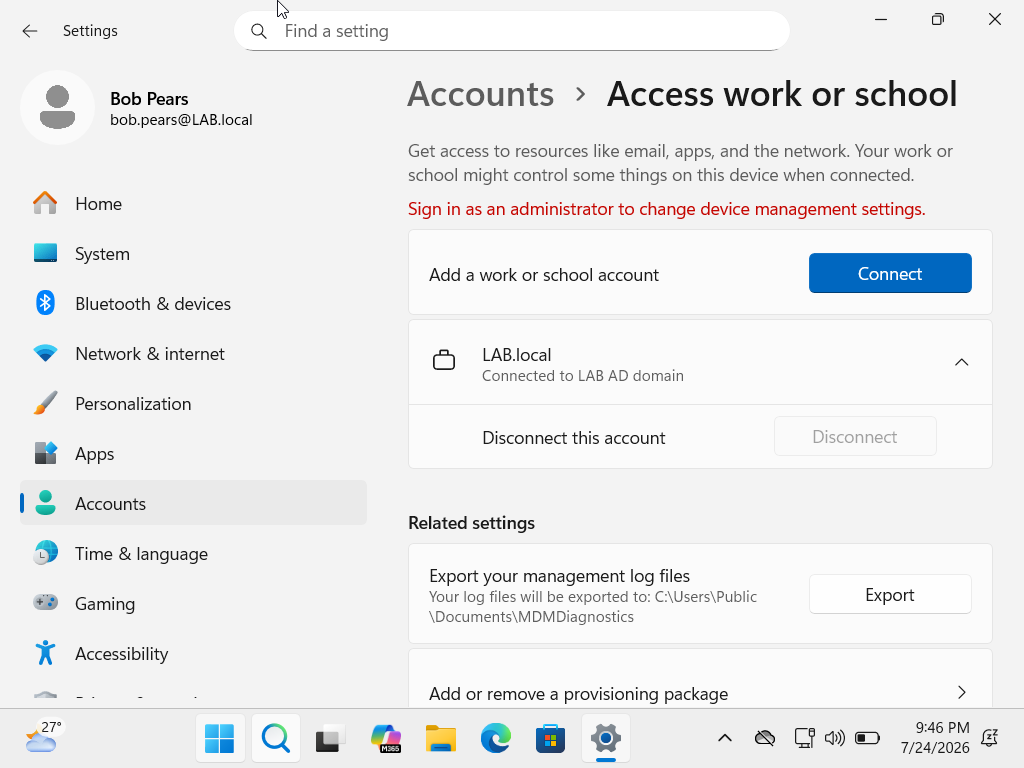 Settings
Find a setting
Bob Pears
bob.pears@LAB.local
Home
System
Bluetooth & devices
Network & internet
Personalization
Apps
Accounts
Time & language
Gaming
Accessibility
Accounts > Access work or school
Get access to resources like email, apps, and the network. Your work or
school might control some things on this device when connected.
Sign in as an administrator to change device management settings.
Add a work or school account
Connect
LAB.local
Connected to LAB AD domain
Disconnect this account
Disconnect
Related settings
Export your management log files
Your log files will be exported to: C:\Users\Public
\Documents\MDMDiagnostics
Export
Add or remove a provisioning package
27°
M365
9:46 PM
7/24/2026